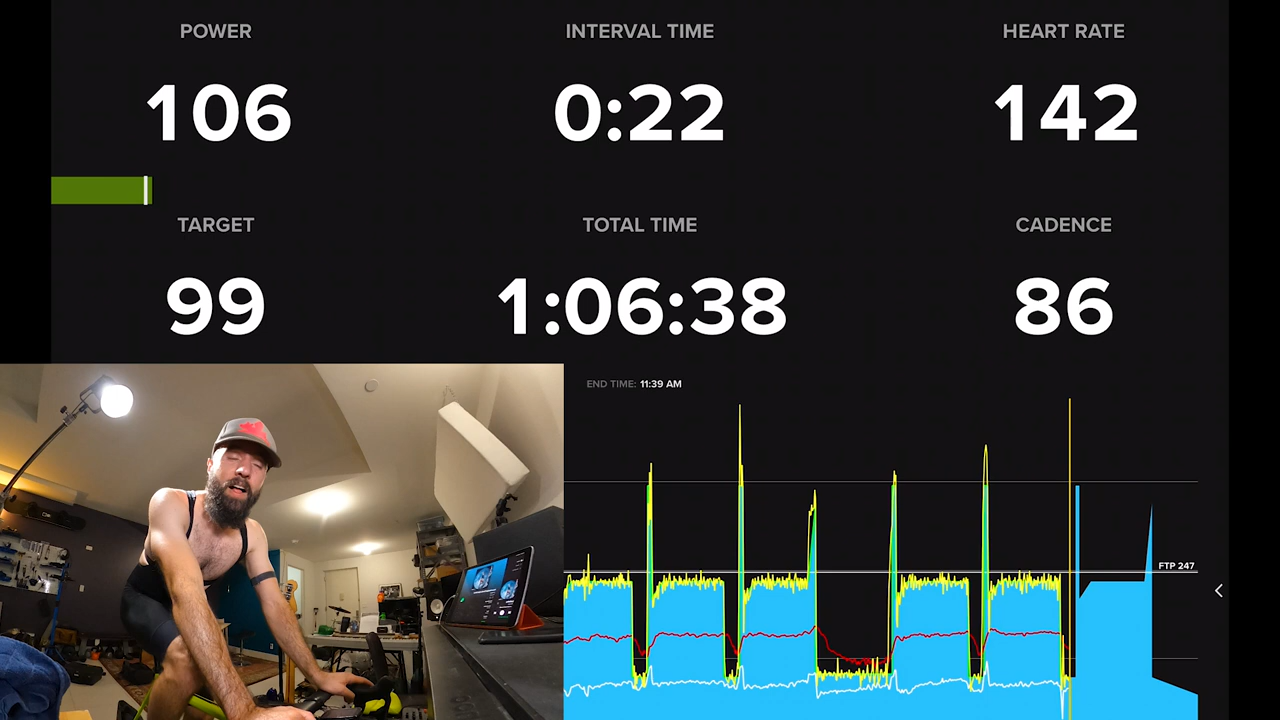 POWER
INTERVAL TIME
HEART RATE
106
0:22
142
TARGET
TOTAL TIME
CADENCE
99
1:06:38
86
END TIME: 11:39 AM
FTP 247